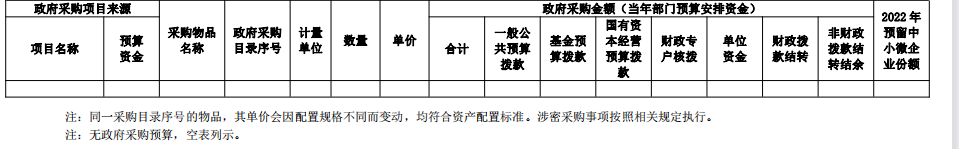 政府采购项目来源
采购物品名称
政府采购目录序号
计量单位
数量
单价
政府采购金额（当年部门预算安排资金）
2022 年预留中小微企业份额
项目名称
预算资金
合计
一般公共预算拨款
基金预算拨款
国有资本经营预算拨款
财政专户核拨
单位资金
财政拨款结转
非财政拨款结转结余
注：同一采购目录序号的物品，其单价会因配置规格不同而变动，均符合资产配置标准。涉密采购事项按照相关规定执行。
注：无政府采购预算，空表列示。